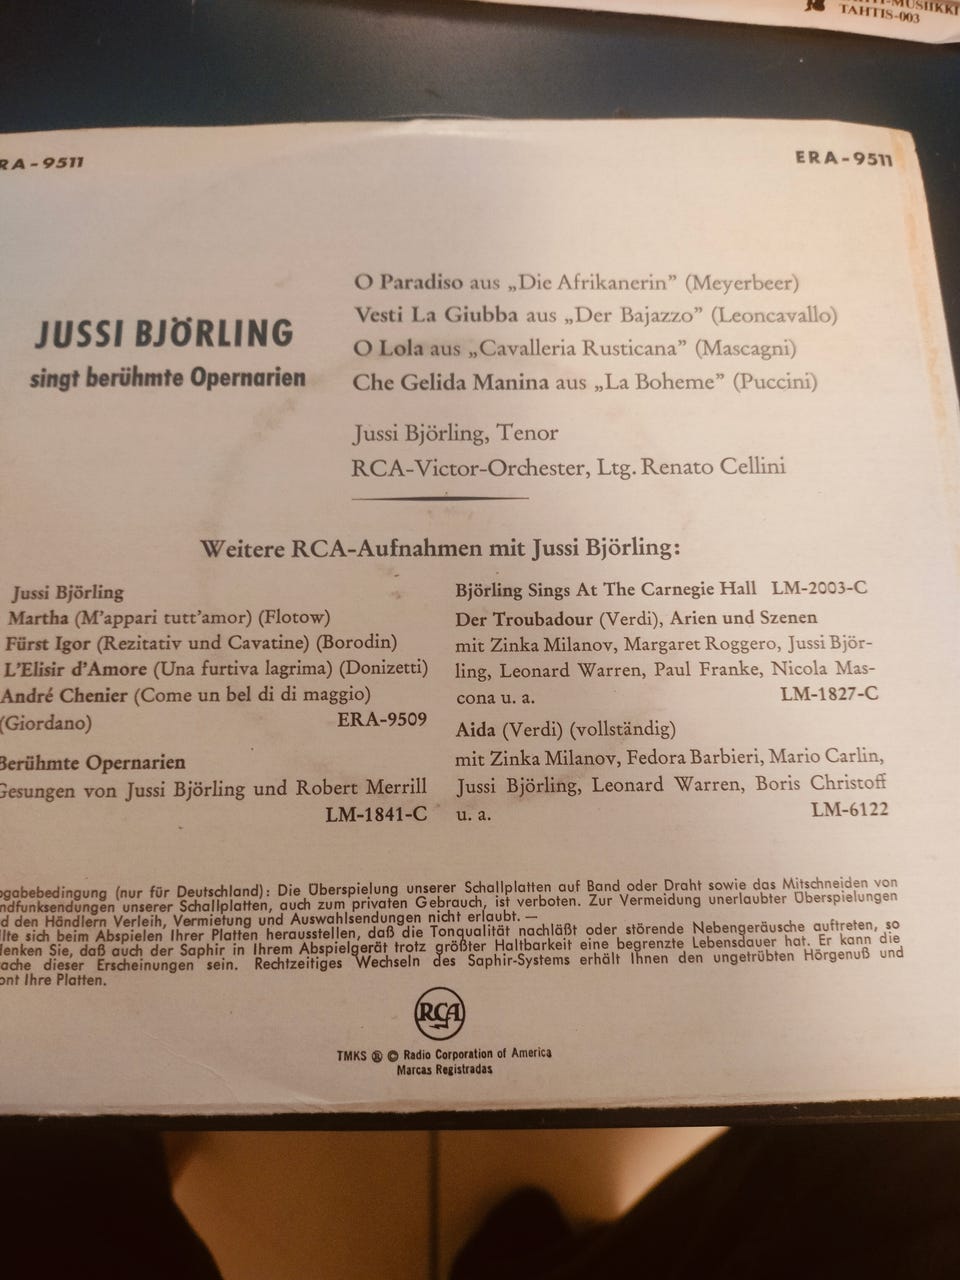 MUSIIKKI
TAHTIS-003
RA-9511
ERA-9511
JUSSI BJÖRLING
singt berühmte Opernarien
O Paradiso aus „Die Afrikanerin” (Meyerbeer)
Vesti La Giubba aus „Der Bajazzo” (Leoncavallo)
O Lola aus „Cavalleria Rusticana” (Mascagni)
Che Gelida Manina aus „La Boheme” (Puccini)
Jussi Björling, Tenor
RCA-Victor-Orchester, Ltg. Renato Cellini
Weitere RCA-Aufnahmen mit Jussi Björling:
Jussi Björling
Martha (M’appari tutt’amor) (Flotow)
Fürst Igor (Rezitativ und Cavatine) (Borodin)
L’Elisir d’Amore (Una furtiva lagrima) (Donizetti)
André Chenier (Come un bel di di maggio)
(Giordano) ERA-9509
Berühmte Opernarien
Gesungen von Jussi Björling und Robert Merrill
LM-1841-C
Björling Sings At The Carnegie Hall LM-2003-C
Der Troubadour (Verdi), Arien und Szenen
mit Zinka Milanov, Margaret Roggero, Jussi Björ-
ling, Leonard Warren, Paul Franke, Nicola Mas-
cona u. a. LM-1827-C
Aida (Verdi) (vollständig)
mit Zinka Milanov, Fedora Barbieri, Mario Carlin,
Jussi Björling, Leonard Warren, Boris Christoff
u. a. LM-6122
ogabebedingung (nur für Deutschland): Die Überspielung unserer Schallplatten auf Band oder Draht sowie das Mitschneiden von
ndfunksendungen unserer Schallplatten, auch zum privaten Gebrauch, ist verboten. Zur Vermeidung unerlaubter Überspielungen
d den Händlern Verleih, Vermietung und Auswahlsendungen nicht erlaubt. —
llte sich beim Abspielen Ihrer Platten herausstellen, daß die Tonqualität nachläßt oder störende Nebengeräusche auftreten, so
denken Sie, daß auch der Saphir in Ihrem Abspielgerät trotz größter Haltbarkeit eine begrenzte Lebensdauer hat. Er kann die
ache dieser Erscheinungen sein. Rechtzeitiges Wechseln des Saphir-Systems erhält Ihnen den ungetrübten Hörgenuß und
ont Ihre Platten.
RCA
TMKS ® © Radio Corporation of America
Marcas Registradas